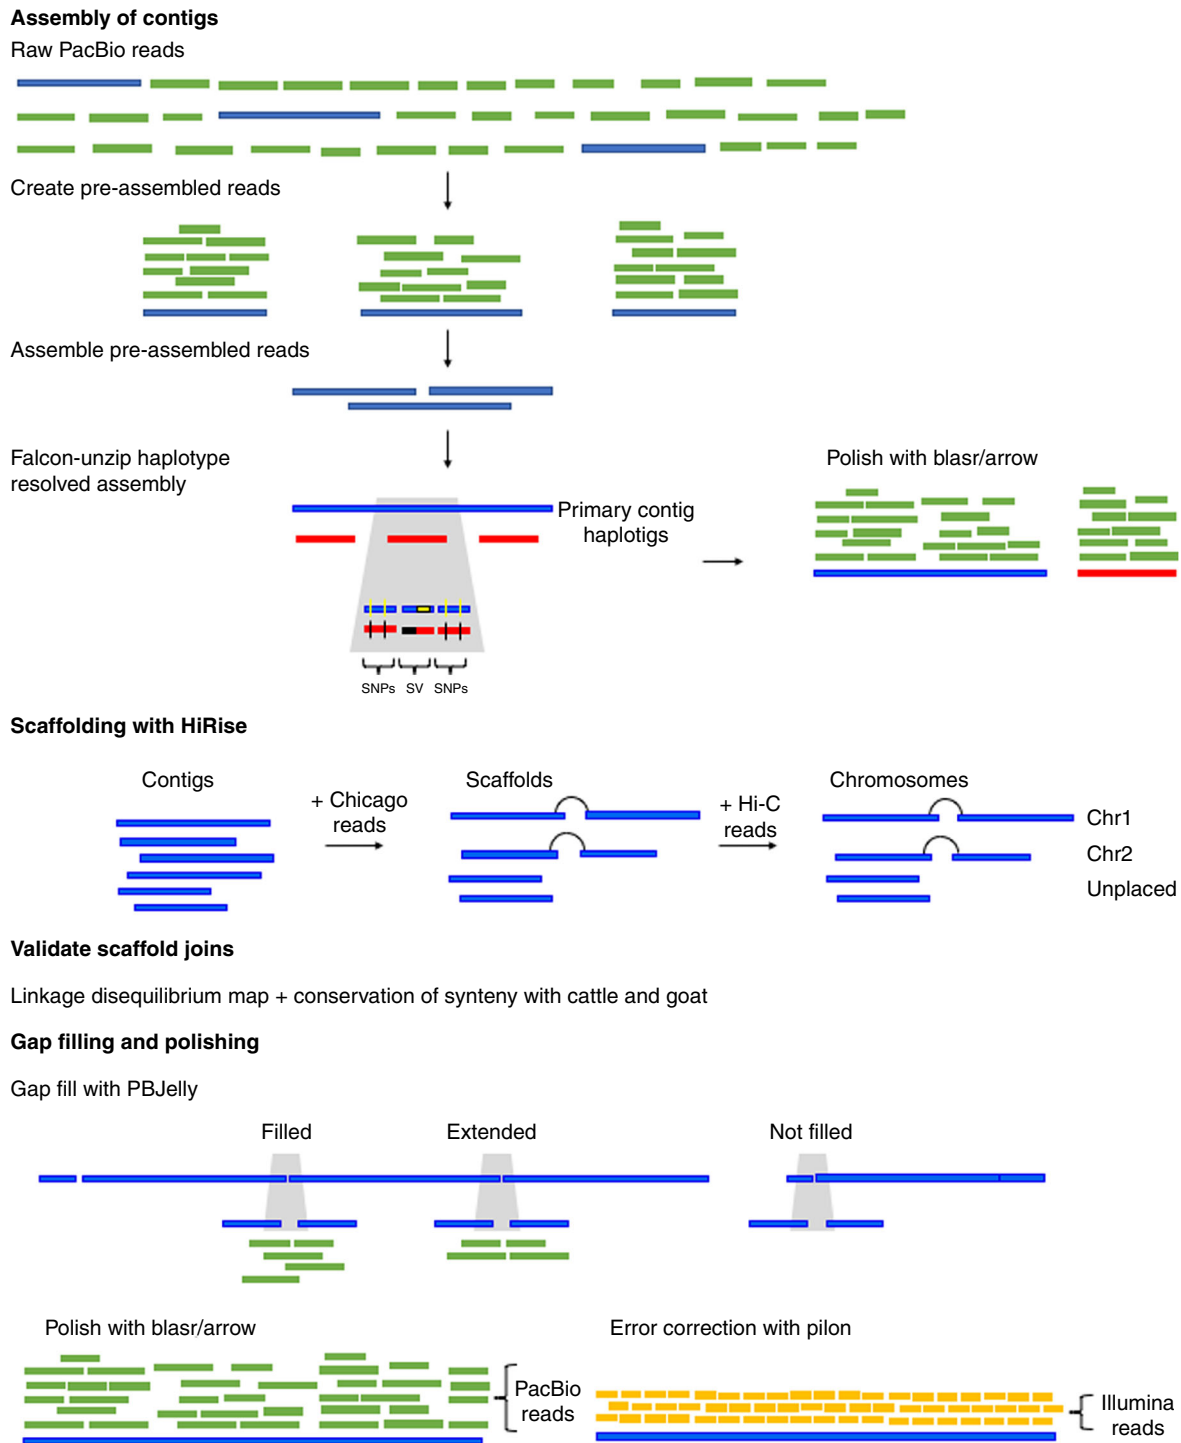 Assembly of contigs
Raw PacBio reads
Create pre-assembled reads
Assemble pre-assembled reads
Falcon-unzip haplotype
resolved assembly
Primary contig
haplotigs
Polish with blasr/arrow
SNPs SV SNPs
Scaffolding with HiRise
Contigs
+ Chicago
reads
Scaffolds
+ Hi-C
reads
Chromosomes
Chr1
Chr2
Unplaced
Validate scaffold joins
Linkage disequilibrium map + conservation of synteny with cattle and goat
Gap filling and polishing
Gap fill with PBJelly
Filled
Extended
Not filled
Polish with blasr/arrow
PacBio
reads
Error correction with pilon
Illumina
reads